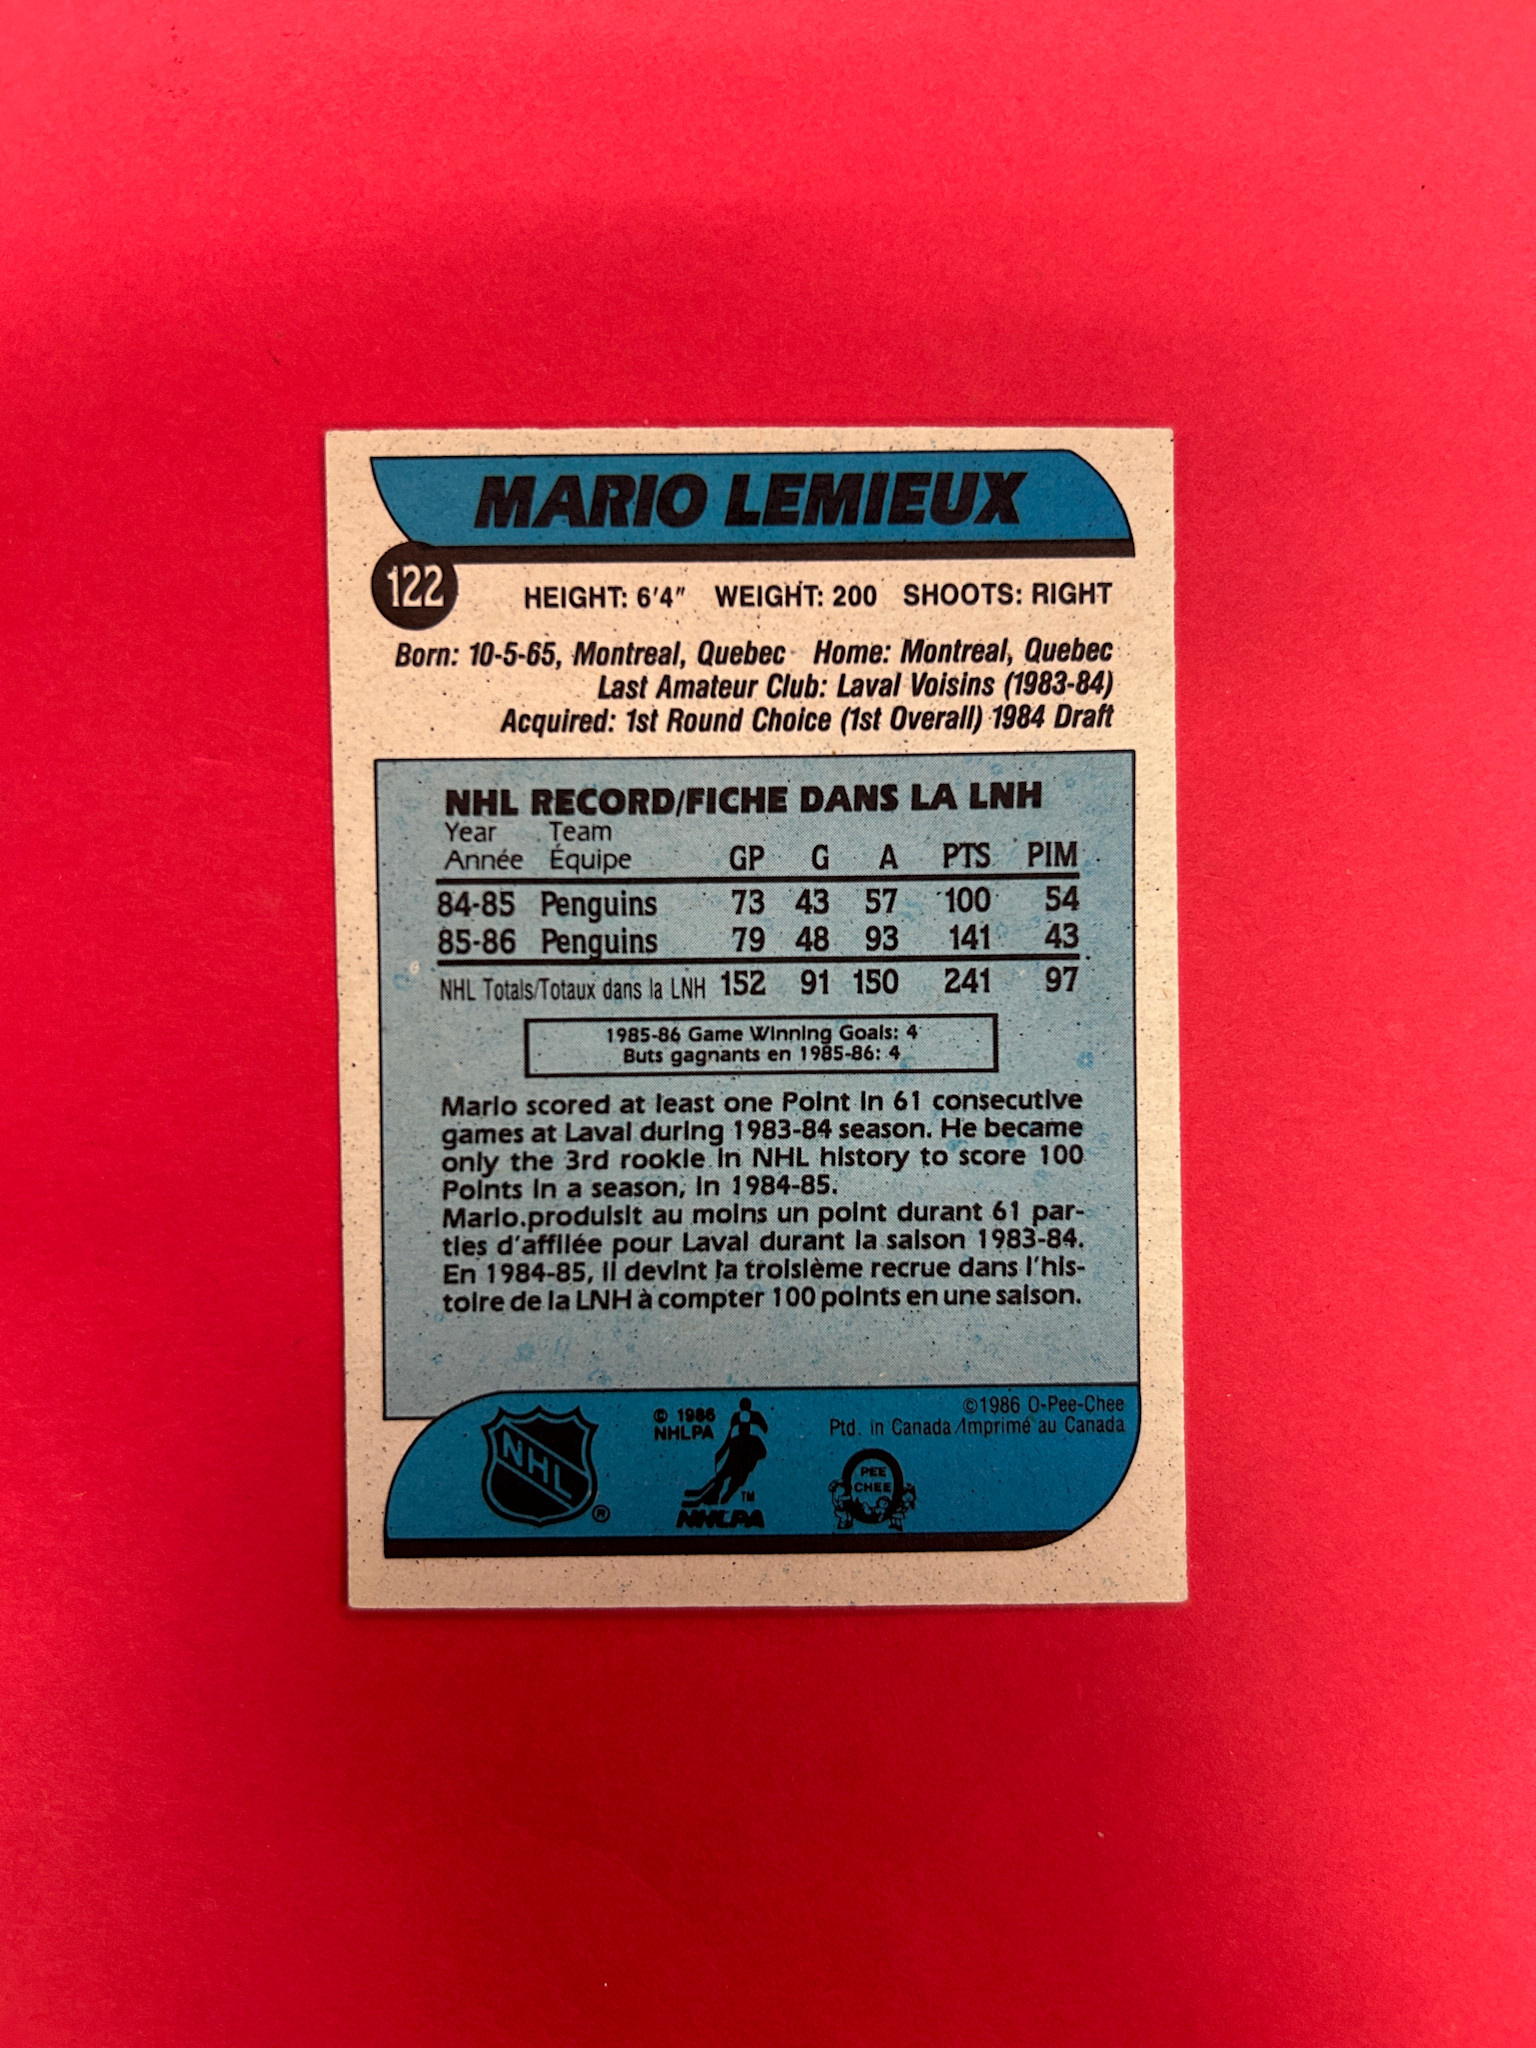 MARIO LEMIEUX
122
HEIGHT: 6'4" WEIGHT: 200 SHOOTS: RIGHT
Born: 10-5-65, Montreal, Quebec Home: Montreal, Quebec
Last Amateur Club: Laval Voisins (1983-84)
Acquired: 1st Round Choice (1st Overall) 1984 Draft
NHL RECORD/FICHE DANS LA LNH
Year Team
Année Équipe GP G A PTS PIM
84-85 Penguins 73 43 57 100 54
85-86 Penguins 79 48 93 141 43
NHL Totals/Totaux dans la LNH 152 91 150 241 97
1985-86 Game Winning Goals: 4
Buts gagnants en 1985-86: 4
Mario scored at least one Point in 61 consecutive
games at Laval during 1983-84 season. He became
only the 3rd rookie in NHL history to score 100
Points in a season, in 1984-85.
Mario produisit au moins un point durant 61 par-
ties d'affilée pour Laval durant la saison 1983-84.
En 1984-85, il devint la troisième recrue dans l'his-
toire de la LNH à compter 100 points en une saison.
©1986 O-Pee-Chee
Ptd. in Canada/Imprimé au Canada
NHL ®
© 1986
NHLPA
TM
NHLPA
O
PEE
CHEE